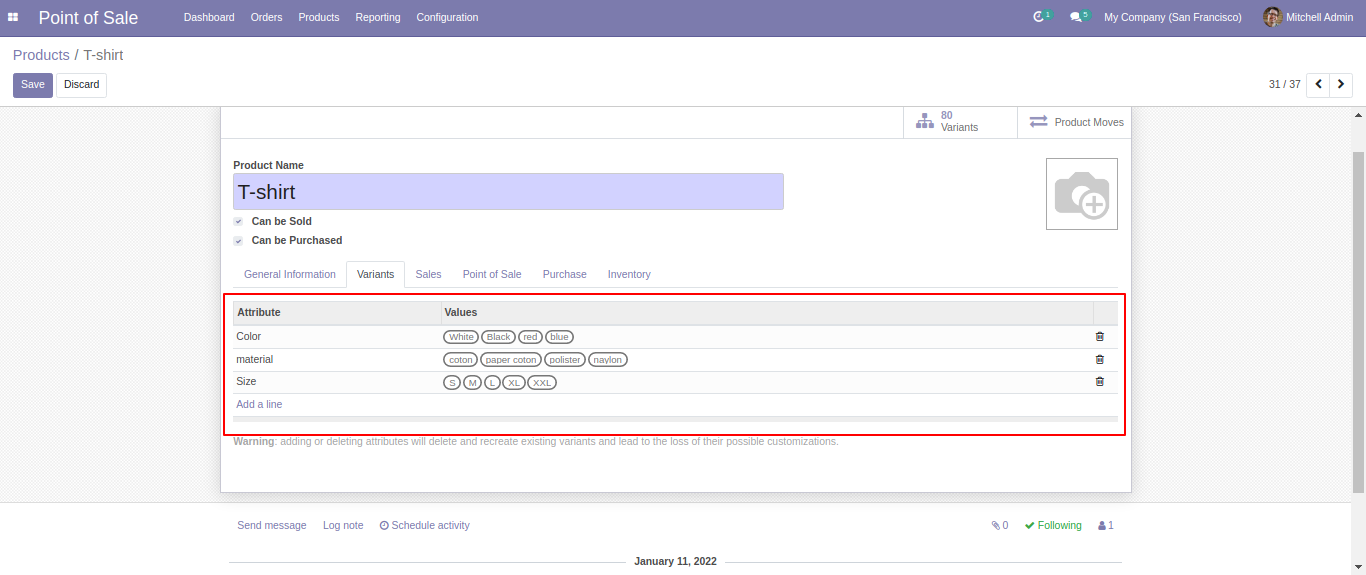 Point of Sale Dashboard Orders Products Reporting Configuration 1 5 My Company (San Francisco) Mitchell Admin
Products / T-shirt
Save Discard 31 / 37
80
Variants Product Moves
Product Name
T-shirt
Can be Sold
Can be Purchased
General Information Variants Sales Point of Sale Purchase Inventory
Attribute Values
Color White Black red blue
material coton paper coton polister naylon
Size S M L XL XXL
Add a line
Warning: adding or deleting attributes will delete and recreate existing variants and lead to the loss of their possible customizations.
Send message Log note Schedule activity 0 Following 1
January 11, 2022